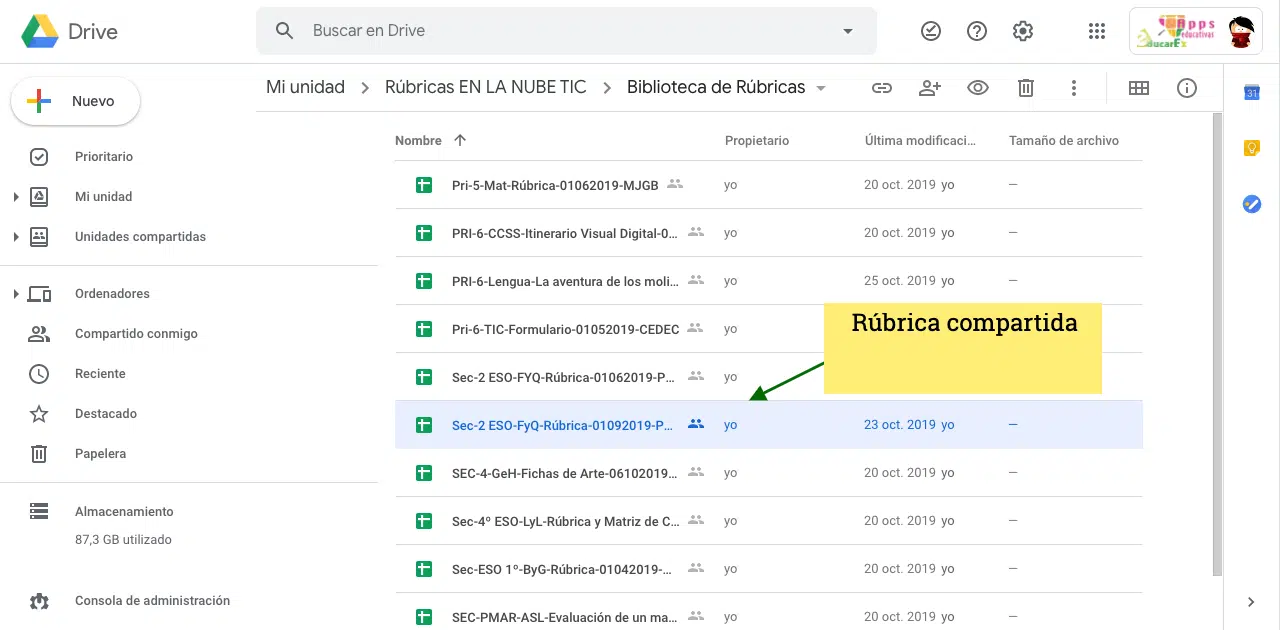 Drive
Buscar en Drive
Apps
educativas
EducarEx
Nuevo
Mi unidad
Rúbricas EN LA NUBE TIC
Biblioteca de Rúbricas
31
Prioritario
Mi unidad
Unidades compartidas
Ordenadores
Compartido conmigo
Reciente
Destacado
Papelera
Almacenamiento
87,3 GB utilizado
Consola de administración
Nombre Propietario Última modificaci... Tamaño de archivo
Pri-5-Mat-Rúbrica-01062019-MJGB yo 20 oct. 2019 yo —
PRI-6-CCSS-Itinerario Visual Digital-0... yo 20 oct. 2019 yo —
PRI-6-Lengua-La aventura de los moli... yo 25 oct. 2019 yo —
Pri-6-TIC-Formulario-01052019-CEDEC yo
Rúbrica compartida
Sec-2 ESO-FYQ-Rúbrica-01062019-P... yo
Sec-2 ESO-FyQ-Rúbrica-01092019-P... yo 23 oct. 2019 yo —
SEC-4-GeH-Fichas de Arte-06102019... yo 20 oct. 2019 yo —
Sec-4º ESO-LyL-Rúbrica y Matriz de C... yo 20 oct. 2019 yo —
Sec-ESO 1º-ByG-Rúbrica-01042019-... yo 20 oct. 2019 yo —
SEC-PMAR-ASL-Evaluación de un ma... yo 20 oct. 2019 yo —